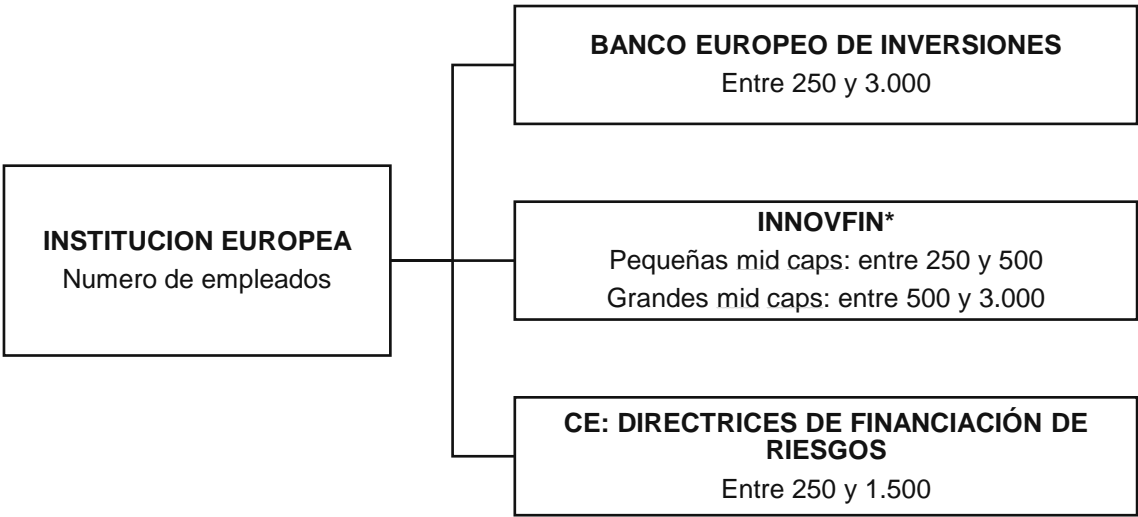 BANCO EUROPEO DE INVERSIONES
Entre 250 y 3.000
INSTITUCION EUROPEA
Numero de empleados
INNOVFIN*
Pequeñas mid caps: entre 250 y 500
Grandes mid caps: entre 500 y 3.000
CE: DIRECTRICES DE FINANCIACIÓN DE
RIESGOS
Entre 250 y 1.500